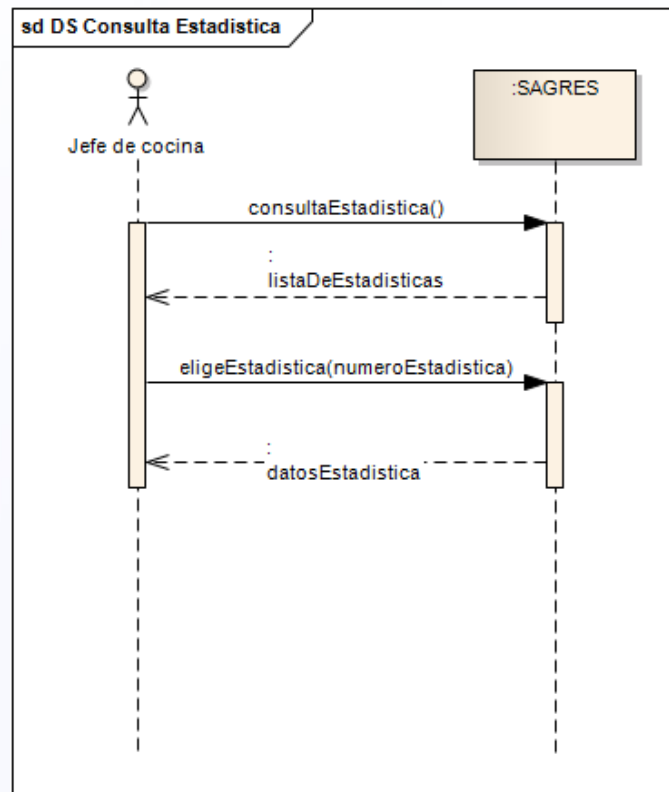 sd DS Consulta Estadistica
Jefe de cocina
:SAGRES
consultaEstadistica()
:
listaDeEstadisticas
eligeEstadistica(numeroEstadistica)
:
datosEstadistica